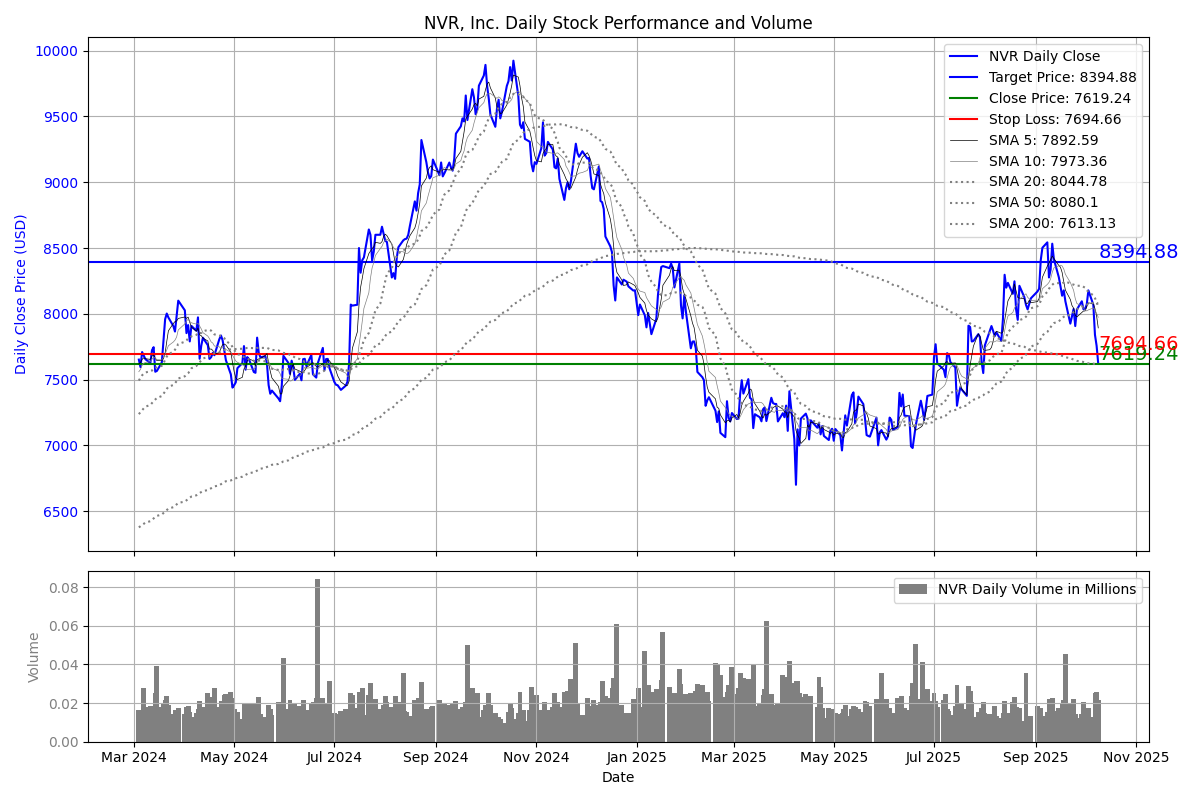 NVR, Inc. Daily Stock Performance and Volume
Daily Close Price (USD)
10000
9500
9000
8500
8000
7500
7000
6500
NVR Daily Close
Target Price: 8394.88
Close Price: 7619.24
Stop Loss: 7694.66
SMA 5: 7892.59
SMA 10: 7973.36
SMA 20: 8044.78
SMA 50: 8080.1
SMA 200: 7613.13
8394.88
7694.66
7619.24
Volume
0.08
0.06
0.04
0.02
0.00
NVR Daily Volume in Millions
Mar 2024 May 2024 Jul 2024 Sep 2024 Nov 2024 Jan 2025 Mar 2025 May 2025 Jul 2025 Sep 2025 Nov 2025
Date